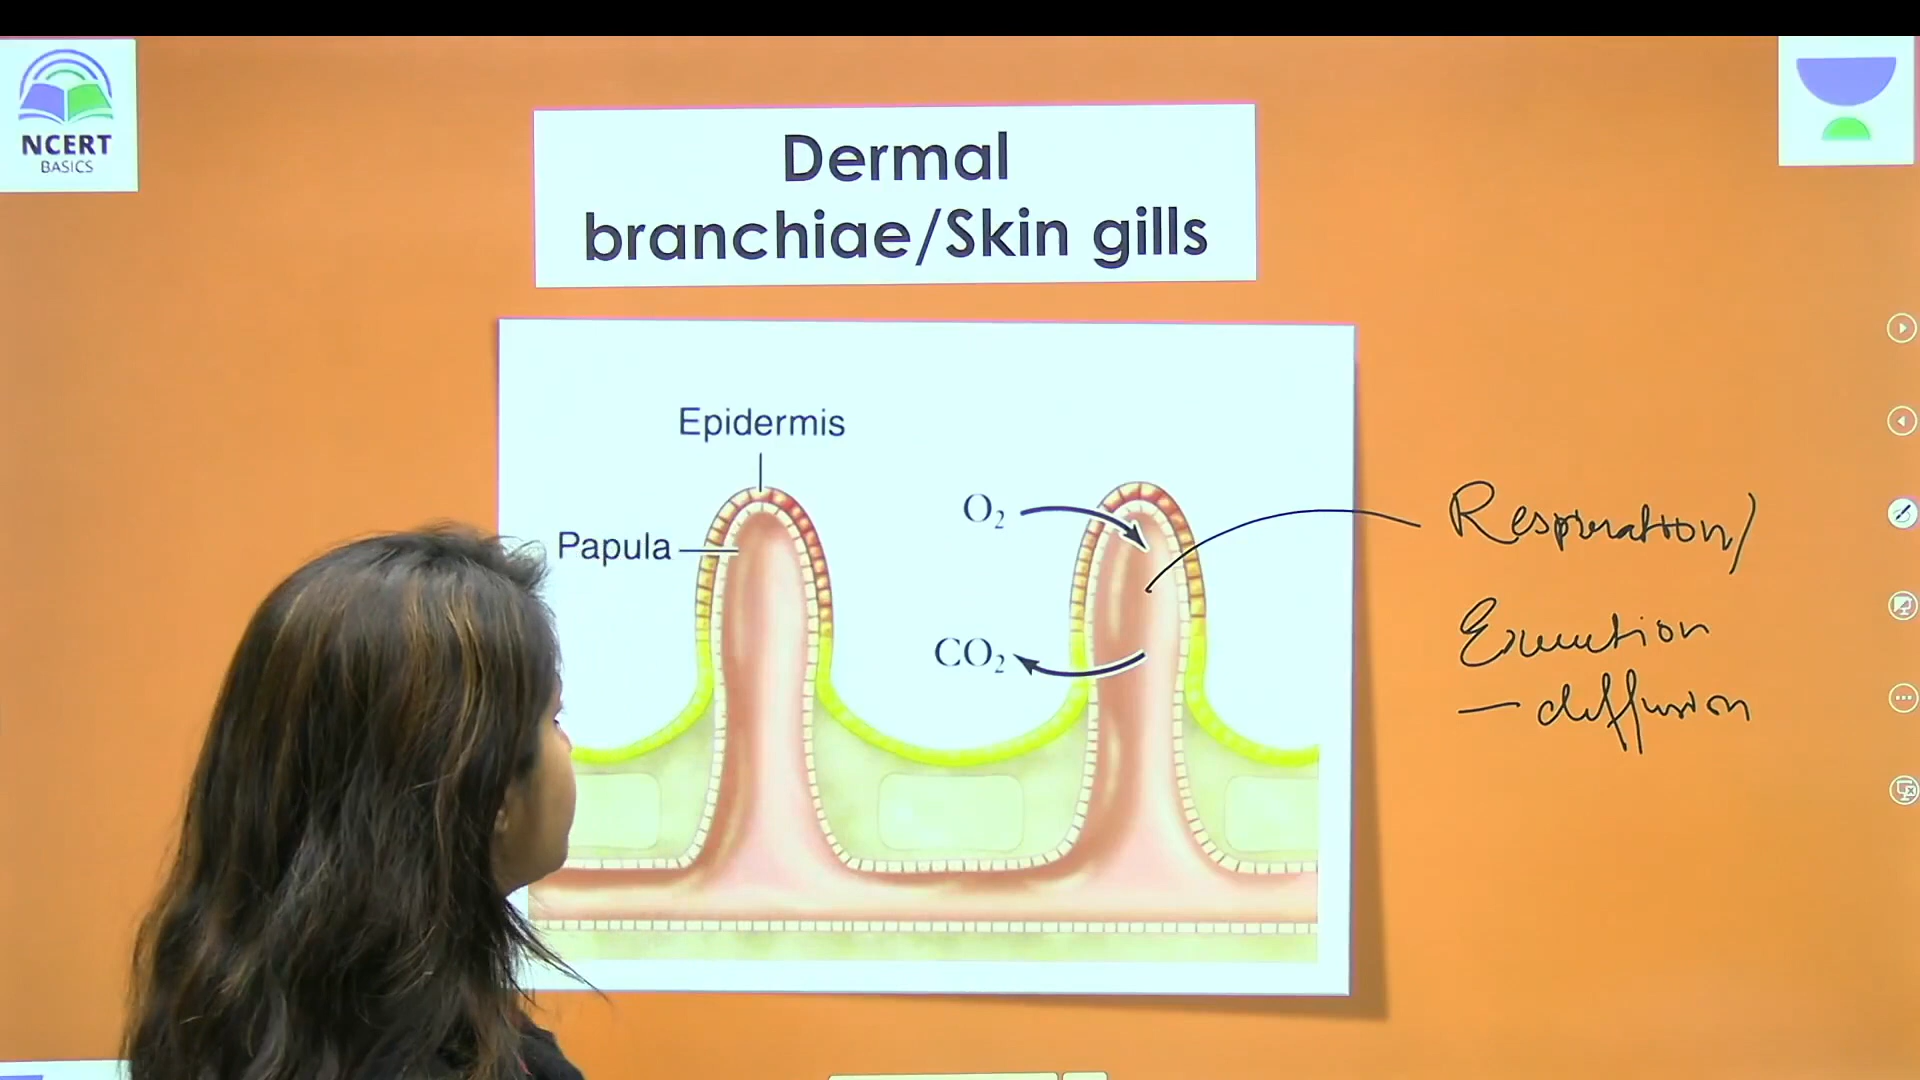 NCERT
BASICS
Dermal
branchiae/Skin gills
Epidermis
Papula
O₂
CO₂
Respiration/
Excretion
- diffusion